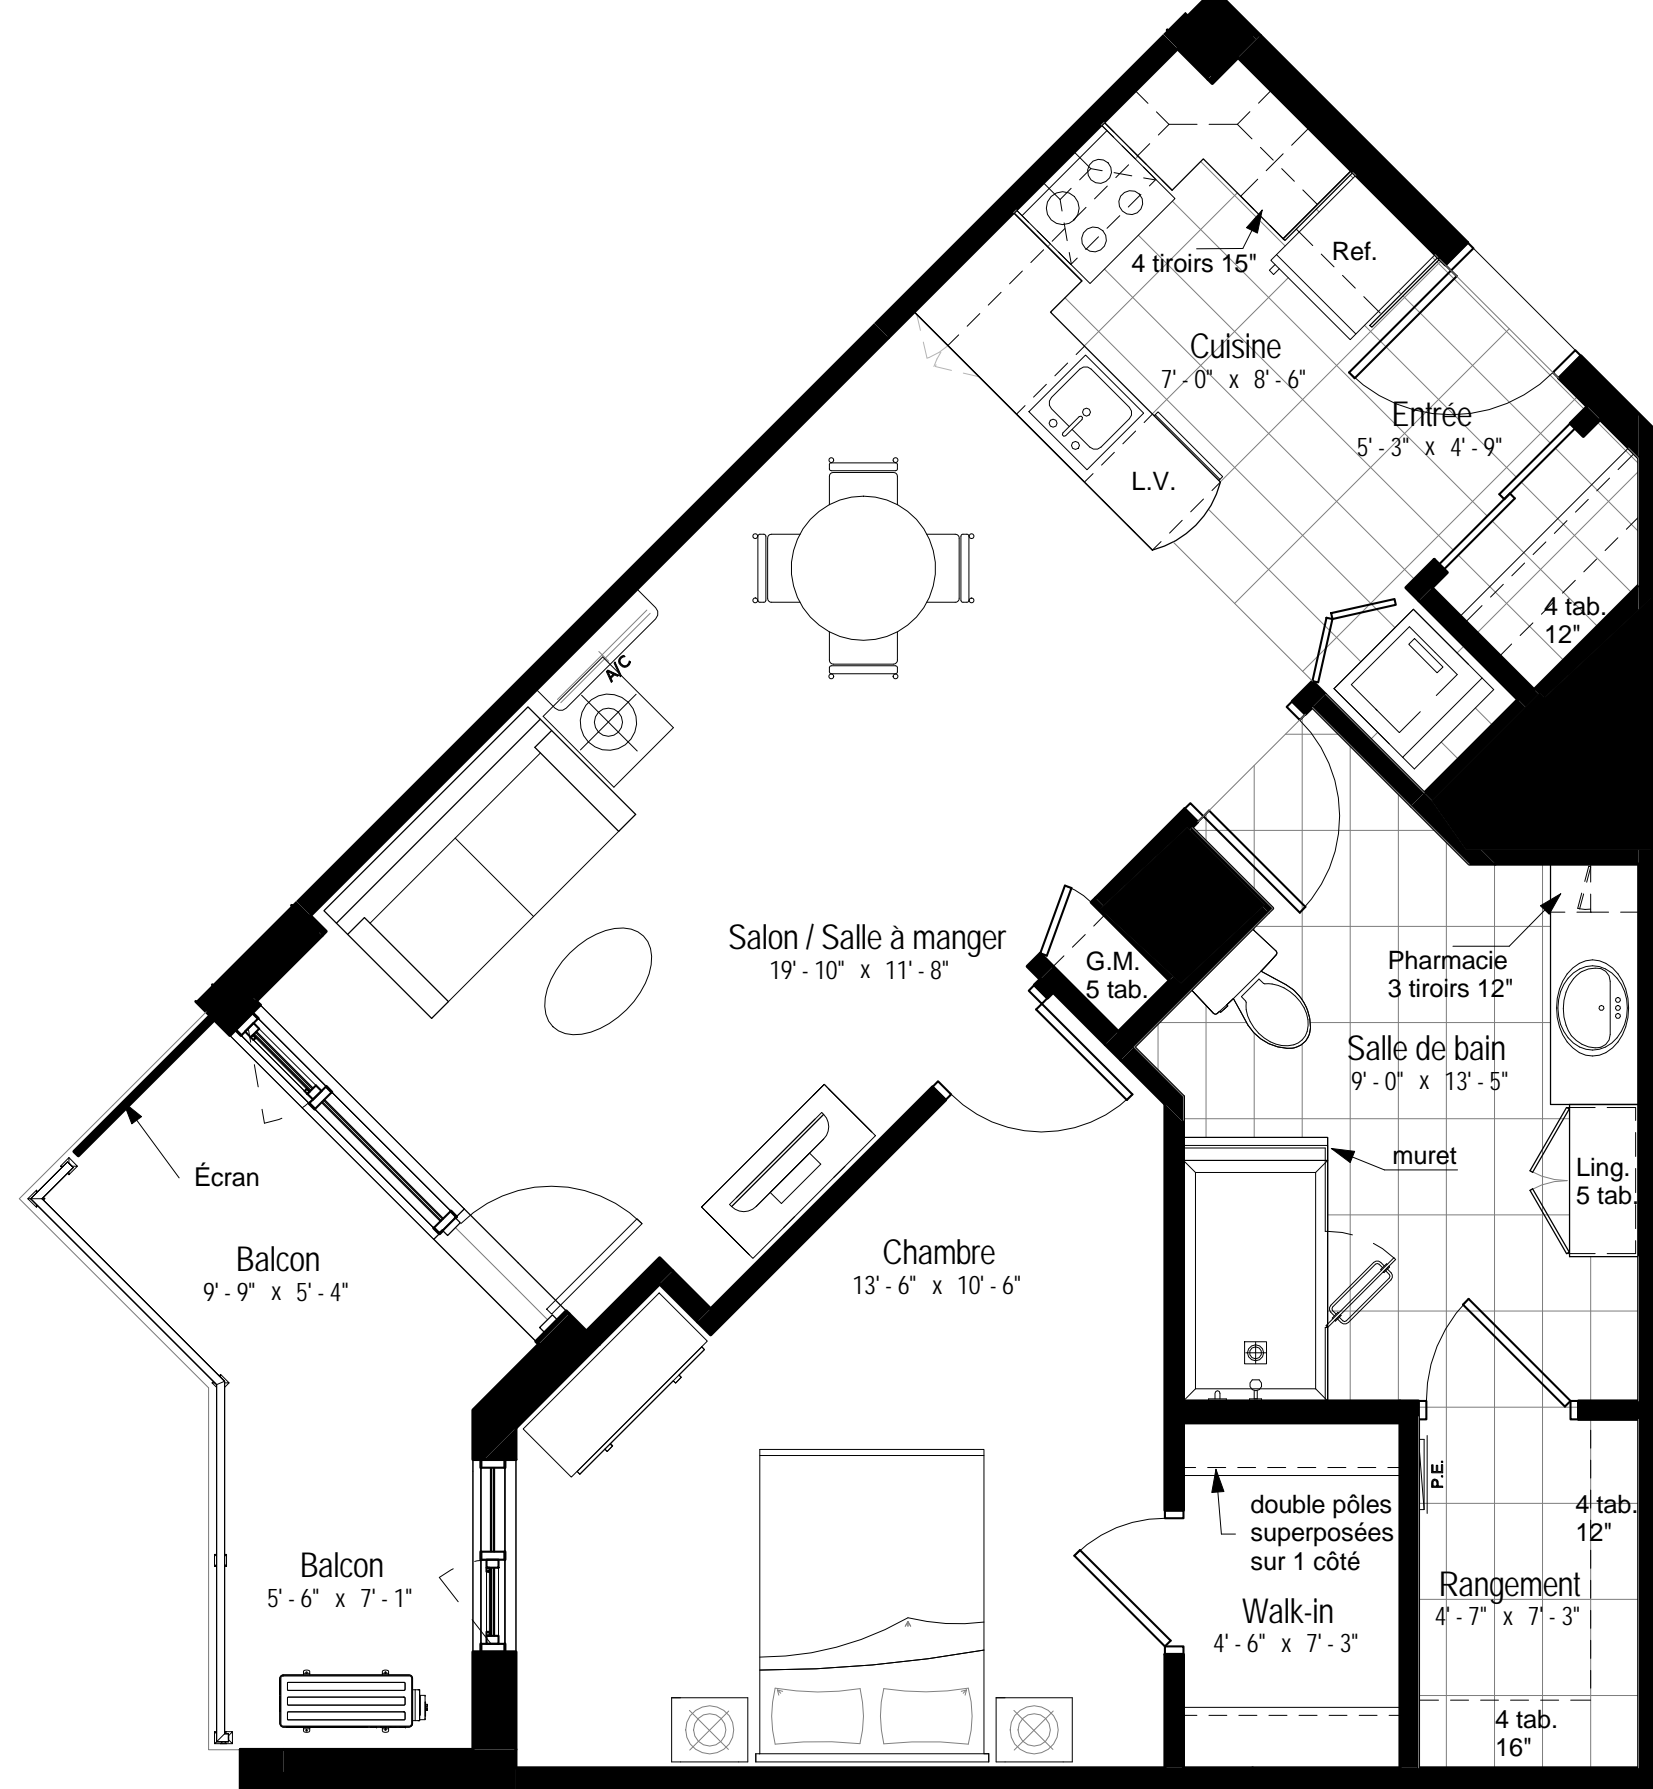 4 tiroirs 15"
Ref.
Cuisine
7' - 0" x 8' - 6"
Entrée
5' - 3" x 4' - 9"
L.V.
4 tab.
12"
A/C
Salon / Salle à manger
19' - 10" x 11' - 8"
G.M.
5 tab.
Pharmacie
3 tiroirs 12"
Salle de bain
9' - 0" x 13' - 5"
muret
Ling.
5 tab.
Écran
Balcon
9' - 9" x 5' - 4"
Chambre
13' - 6" x 10' - 6"
P.E.
double pôles
superposées
sur 1 côté
4 tab.
12"
Balcon
5' - 6" x 7' - 1"
Walk-in
4' - 6" x 7' - 3"
Rangement
4' - 7" x 7' - 3"
4 tab.
16"